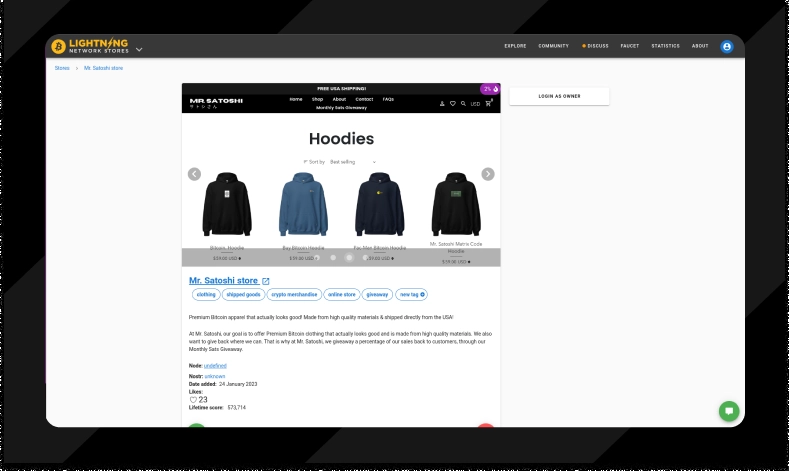 LIGHTNING
NETWORK STORES
EXPLORE
COMMUNITY
DISCUSS
FAUCET
STATISTICS
ABOUT
Stores > Mr. Satoshi store
FREE USA SHIPPING!
2%
LOGIN AS OWNER
MR. SATOSHI
Home
Shop
About
Contact
FAQs
Monthly Sats Giveaway
USD
Hoodies
Sort by
Best selling
Bitcoin Hoodie
Buy Bitcoin Hoodie
Pac Man Bitcoin Hoodie
Mr. Satoshi Matrix Code
Hoodie
$39.00 USD
$39.00 USD
$39.00 USD
Mr. Satoshi store
clothing
shipped goods
crypto merchandise
online store
giveaway
new tag
Premium Bitcoin apparel that actually looks good! Made from high quality materials & shipped directly from the USA!
At Mr. Satoshi, our goal is to offer Premium Bitcoin clothing that actually looks good and is made from high quality materials. We also
want to give back where we can. That is why at Mr. Satoshi, we giveaway a percentage of our sales back to customers, through our
Monthly Sats Giveaway.
Node: undefined
Nostr: unknown
Date added: 24 January 2023
Likes:
23
Lifetime score: 573,714